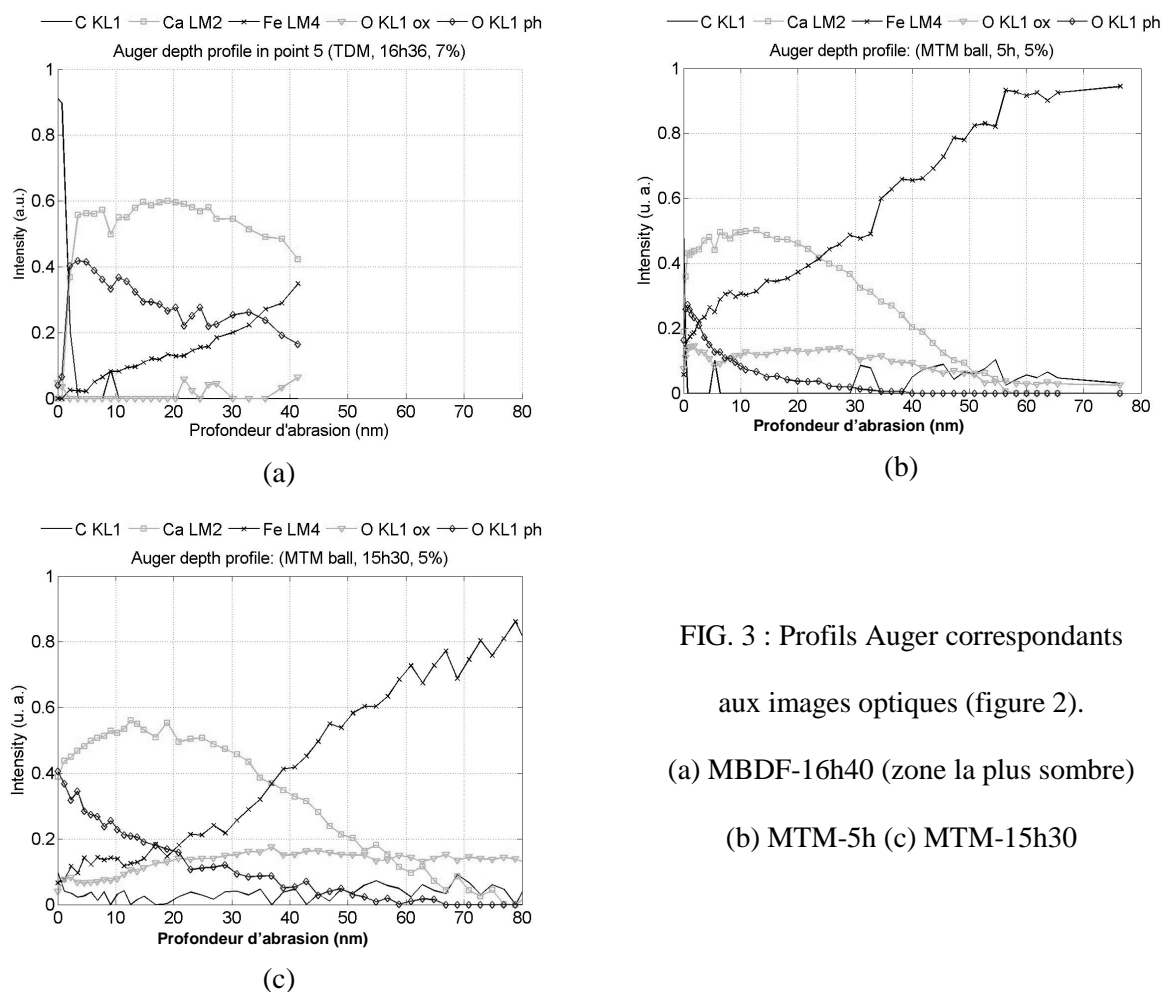 C KL1 Ca LM2 Fe LM4 O KL1 ox O KL1 ph
Auger depth profile in point 5 (TDM, 16h36, 7%)
Intensity (a.u.)
1
0.8
0.6
0.4
0.2
0
0 10 20 30 40 50 60 70 80
Profondeur d'abrasion (nm)
(a)
C KL1 Ca LM2 Fe LM4 O KL1 ox O KL1 ph
Auger depth profile: (MTM ball, 5h, 5%)
Intensity (u. a.)
1
0.8
0.6
0.4
0.2
0
0 10 20 30 40 50 60 70 80
Profondeur d’abrasion (nm)
(b)
C KL1 Ca LM2 Fe LM4 O KL1 ox O KL1 ph
Auger depth profile: (MTM ball, 15h30, 5%)
Intensity (u. a.)
1
0.8
0.6
0.4
0.2
0
0 10 20 30 40 50 60 70 80
Profondeur d’abrasion (nm)
(c)
FIG. 3 : Profils Auger correspondants
aux images optiques (figure 2).
(a) MBDF-16h40 (zone la plus sombre)
(b) MTM-5h (c) MTM-15h30